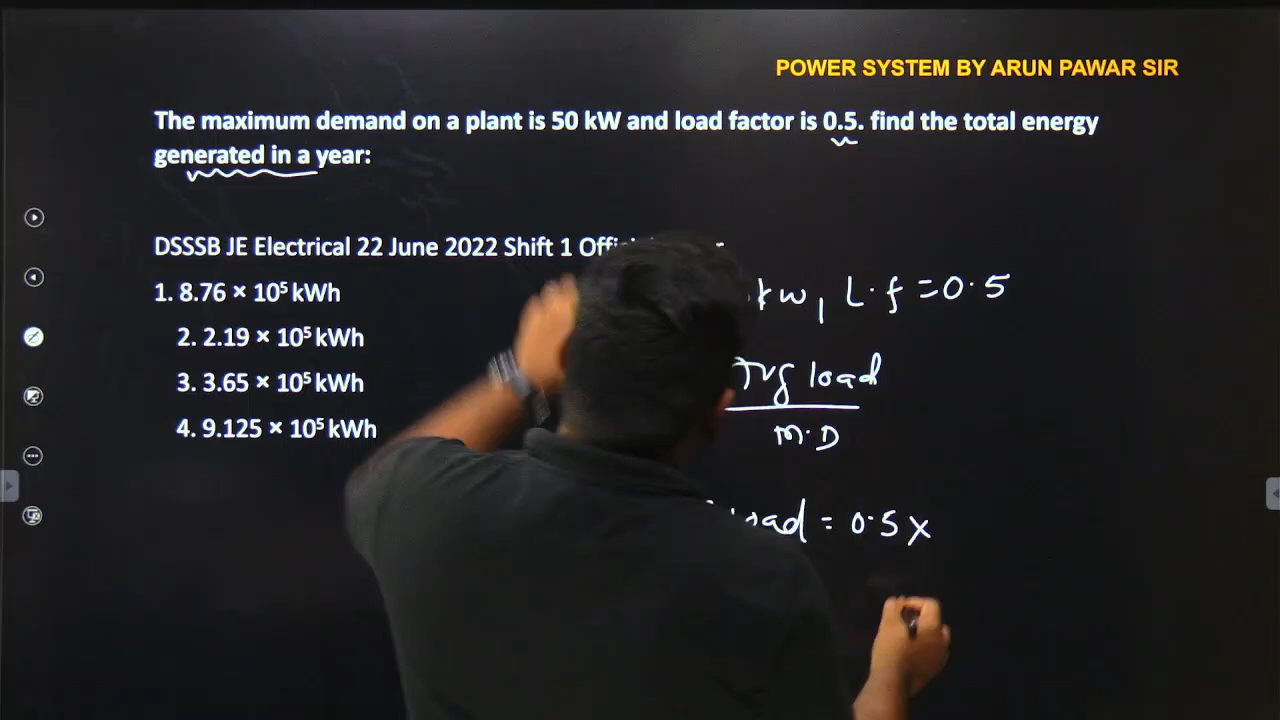 POWER SYSTEM BY ARUN PAWAR SIR
The maximum demand on a plant is 50 kW and load factor is 0.5. find the total energy
generated in a year:
DSSSB JE Electrical 22 June 2022 Shift 1
1. 8.76 × 10⁵ kWh
2. 2.19 × 10⁵ kWh
3. 3.65 × 10⁵ kWh
4. 9.125 × 10⁵ kWh
kw, L.f = 0.5
Avg load
M.D
load = 0.5 x